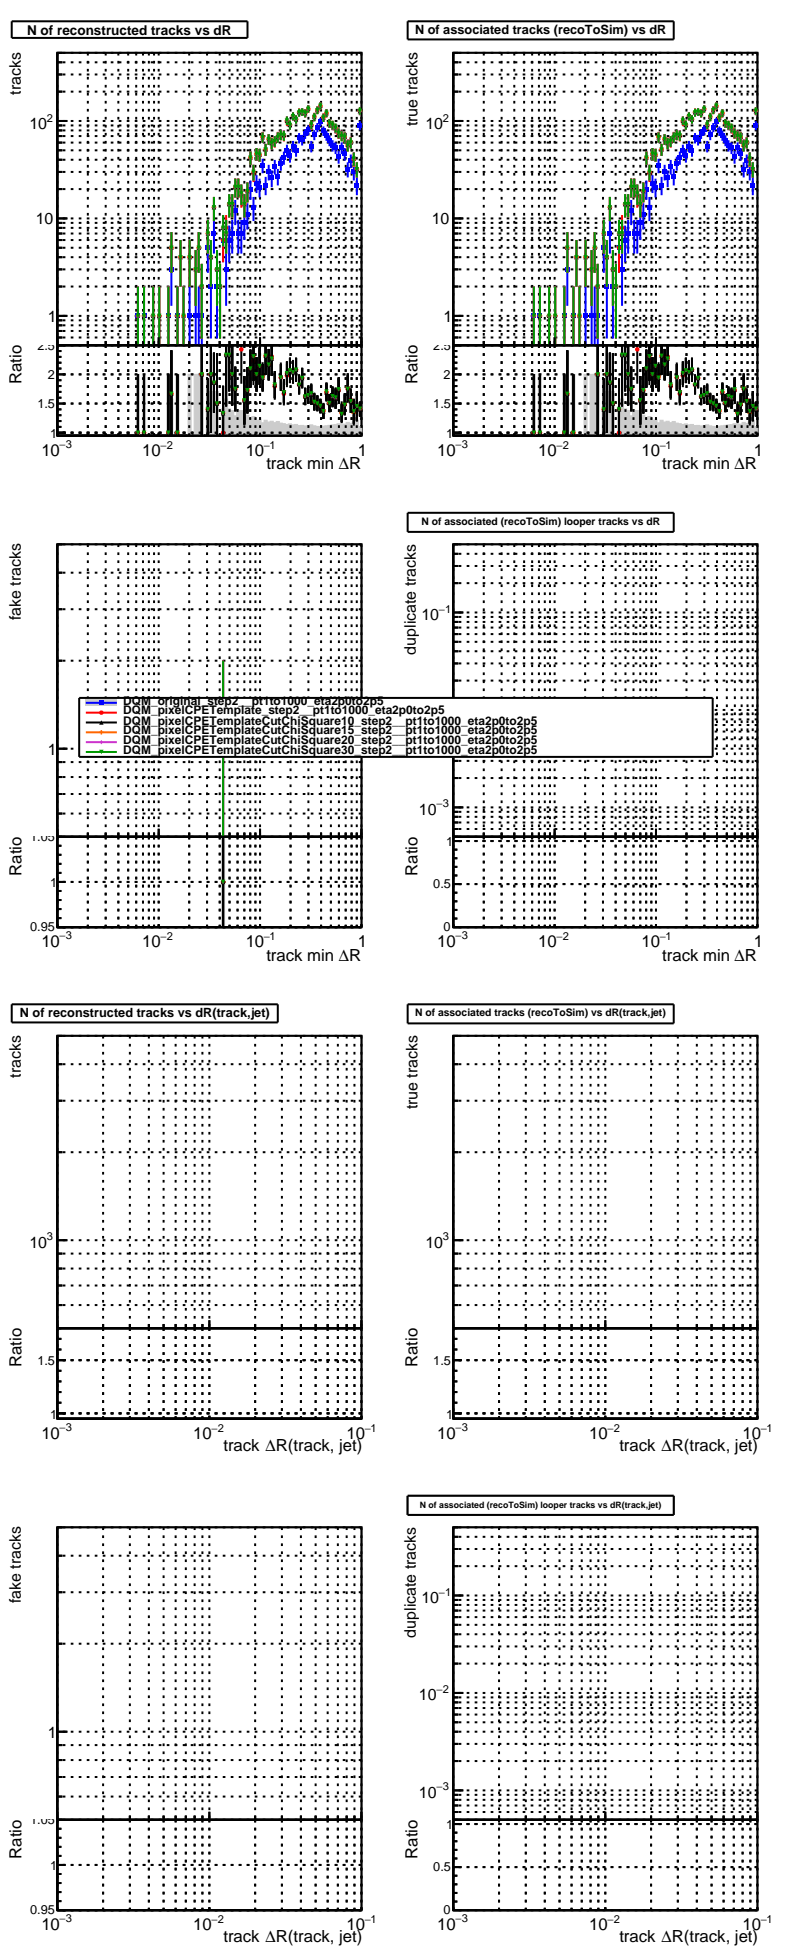 N of reconstructed tracks vs dR
tracks
10²
10
1
2.5
Ratio
2
1.5
1
10⁻³ 10⁻² 10⁻¹ 1
track min ΔR
N of associated tracks (recoToSim) vs dR
true tracks
10²
10
1
2.5
Ratio
2
1.5
1
10⁻³ 10⁻² 10⁻¹ 1
track min ΔR
fake tracks
1
1.05
Ratio
1
0.95
10⁻³ 10⁻² 10⁻¹ 1
track min ΔR
N of associated (recoToSim) looper tracks vs dR
duplicate tracks
10⁻¹
10⁻³
1
Ratio
0.5
0
10⁻³ 10⁻² 10⁻¹ 1
track min ΔR
DQM_original_step2__pt1to1000_eta2p0to2p5
DQM_pixelCPETemplate_step2__pt1to1000_eta2p0to2p5
DQM_pixelCPETemplateCutChiSquare10_step2__pt1to1000_eta2p0to2p5
DQM_pixelCPETemplateCutChiSquare15_step2__pt1to1000_eta2p0to2p5
DQM_pixelCPETemplateCutChiSquare20_step2__pt1to1000_eta2p0to2p5
DQM_pixelCPETemplateCutChiSquare30_step2__pt1to1000_eta2p0to2p5
N of reconstructed tracks vs dR(track,jet)
tracks
10³
Ratio
1.5
1
10⁻³ 10⁻² 10⁻¹
track ΔR(track, jet)
N of associated tracks (recoToSim) vs dR(track,jet)
true tracks
10³
Ratio
1.5
1
10⁻³ 10⁻² 10⁻¹
track ΔR(track, jet)
fake tracks
1
1.05
Ratio
1
0.95
10⁻³ 10⁻² 10⁻¹
track ΔR(track, jet)
N of associated (recoToSim) looper tracks vs dR(track,jet)
duplicate tracks
10⁻¹
10⁻²
10⁻³
1
Ratio
0.5
0
10⁻³ 10⁻² 10⁻¹
track ΔR(track, jet)